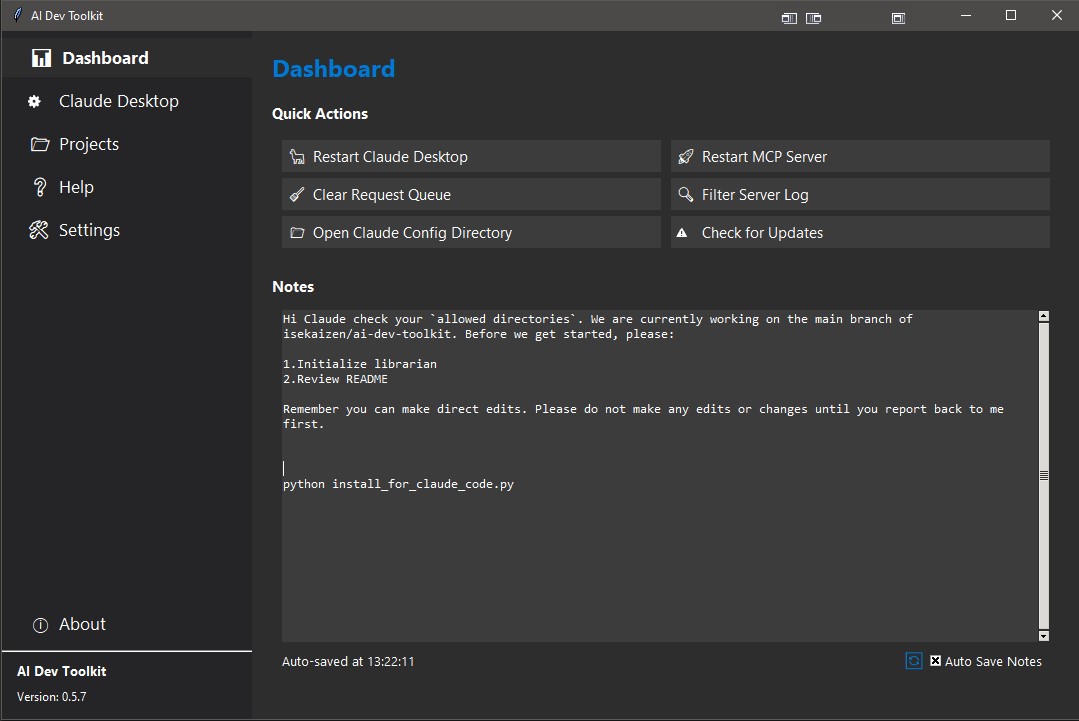 AI Dev Toolkit
Dashboard
Claude Desktop
Projects
Help
Settings
About
AI Dev Toolkit
Version: 0.5.7
Dashboard
Quick Actions
Restart Claude Desktop
Restart MCP Server
Clear Request Queue
Filter Server Log
Open Claude Config Directory
Check for Updates
Notes
Hi Claude check your `allowed directories`. We are currently working on the main branch of
isekaizen/ai-dev-toolkit. Before we get started, please:
1.Initialize librarian
2.Review README
Remember you can make direct edits. Please do not make any edits or changes until you report back to me
first.
python install_for_claude_code.py
Auto-saved at 13:22:11
Auto Save Notes